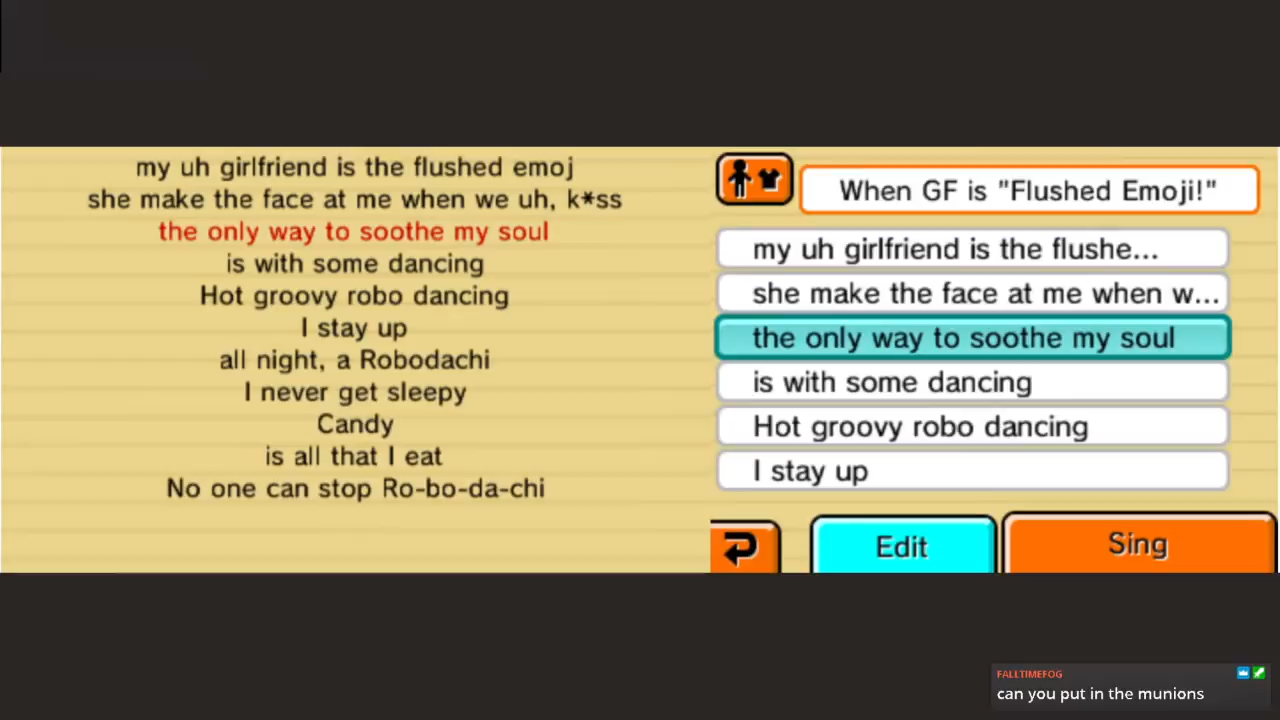 my uh girlfriend is the flushed emoj
she make the face at me when we uh, k*ss
the only way to soothe my soul
is with some dancing
Hot groovy robo dancing
I stay up
all night, a Robodachi
I never get sleepy
Candy
is all that I eat
No one can stop Ro-bo-da-chi
When GF is "Flushed Emoji!"
my uh girlfriend is the flushe...
she make the face at me when w...
the only way to soothe my soul
is with some dancing
Hot groovy robo dancing
I stay up
Edit
Sing
FALLTIMEFOG
can you put in the munions